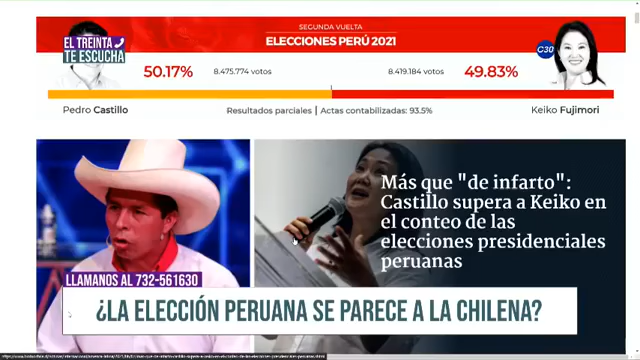 SEGUNDA VUELTA
ELECCIONES PERÚ 2021
EL TREINTA
TE ESCUCHA
50.17%
8.475.774 votos
8.419.184 votos
49.83%
C30
Pedro Castillo
Resultados parciales | Actas contabilizadas: 93.5%
Keiko Fujimori
Más que "de infarto":
Castillo supera a Keiko en
el conteo de las
elecciones presidenciales
peruanas
LLAMANOS AL 732-561630
¿LA ELECCIÓN PERUANA SE PARECE A LA CHILENA?